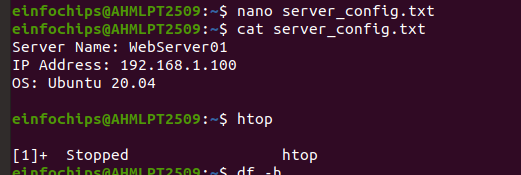 einfochips@AHMLPT2509:~$ nano server_config.txt
einfochips@AHMLPT2509:~$ cat server_config.txt
Server Name: WebServer01
IP Address: 192.168.1.100
OS: Ubuntu 20.04
einfochips@AHMLPT2509:~$ htop
[1]+  Stopped                 htop
einfochips@AHMLPT2509:~$ df -h